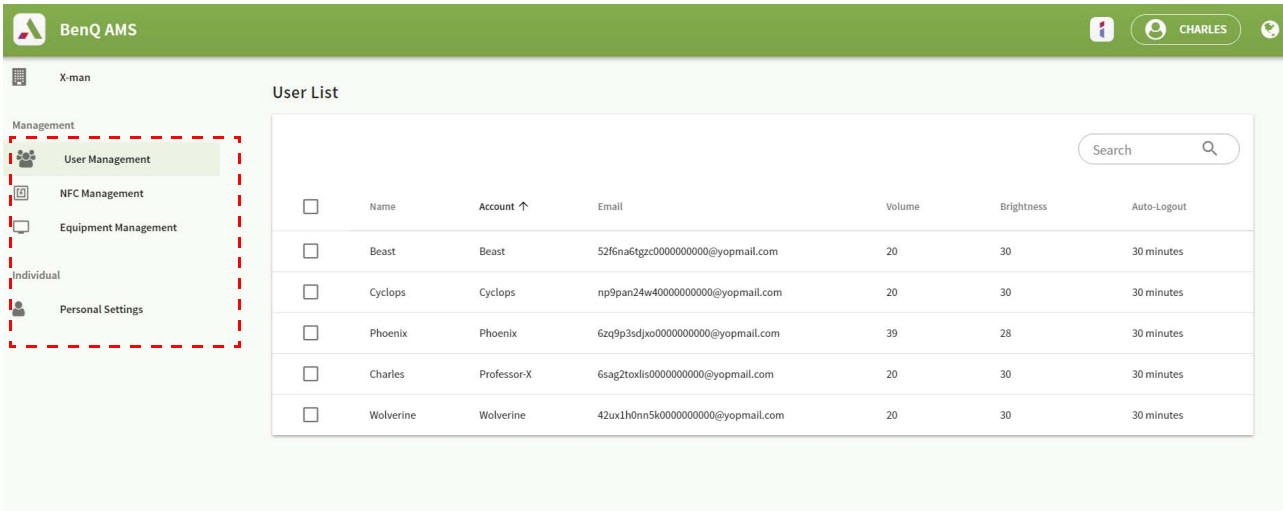 BenQ AMS
CHARLES
X-man
Management
User Management
NFC Management
Equipment Management
Individual
Personal Settings
User List
Search
Name Account ↑ Email Volume Brightness Auto-Logout
Beast Beast 52f6na6tgzc0000000000@yopmail.com 20 30 30 minutes
Cyclops Cyclops np9pan24w40000000000@yopmail.com 20 30 30 minutes
Phoenix Phoenix 6zq9p3sdjxo0000000000@yopmail.com 39 28 30 minutes
Charles Professor-X 6sag2toxlis0000000000@yopmail.com 20 30 30 minutes
Wolverine Wolverine 42ux1h0nn5k0000000000@yopmail.com 20 30 30 minutes